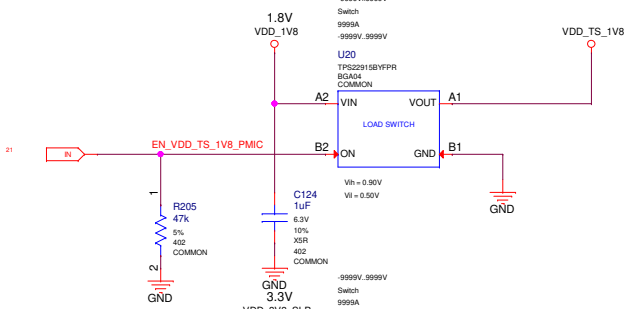 Switch
9999A
-9999V..9999V
1.8V
VDD_1V8
VDD_TS_1V8
U20
TPS22915BYFPR
BGA04
COMMON
A2
VIN
VOUT
A1
LOAD SWITCH
21
IN
EN_VDD_TS_1V8_PMIC
B2
ON
GND
B1
Vih = 0.90V
Vil = 0.50V
1
R205
47k
5%
402
COMMON
2
GND
C124
1uF
6.3V
10%
X5R
402
COMMON
GND
GND
3.3V
-9999V..9999V
Switch
9999A